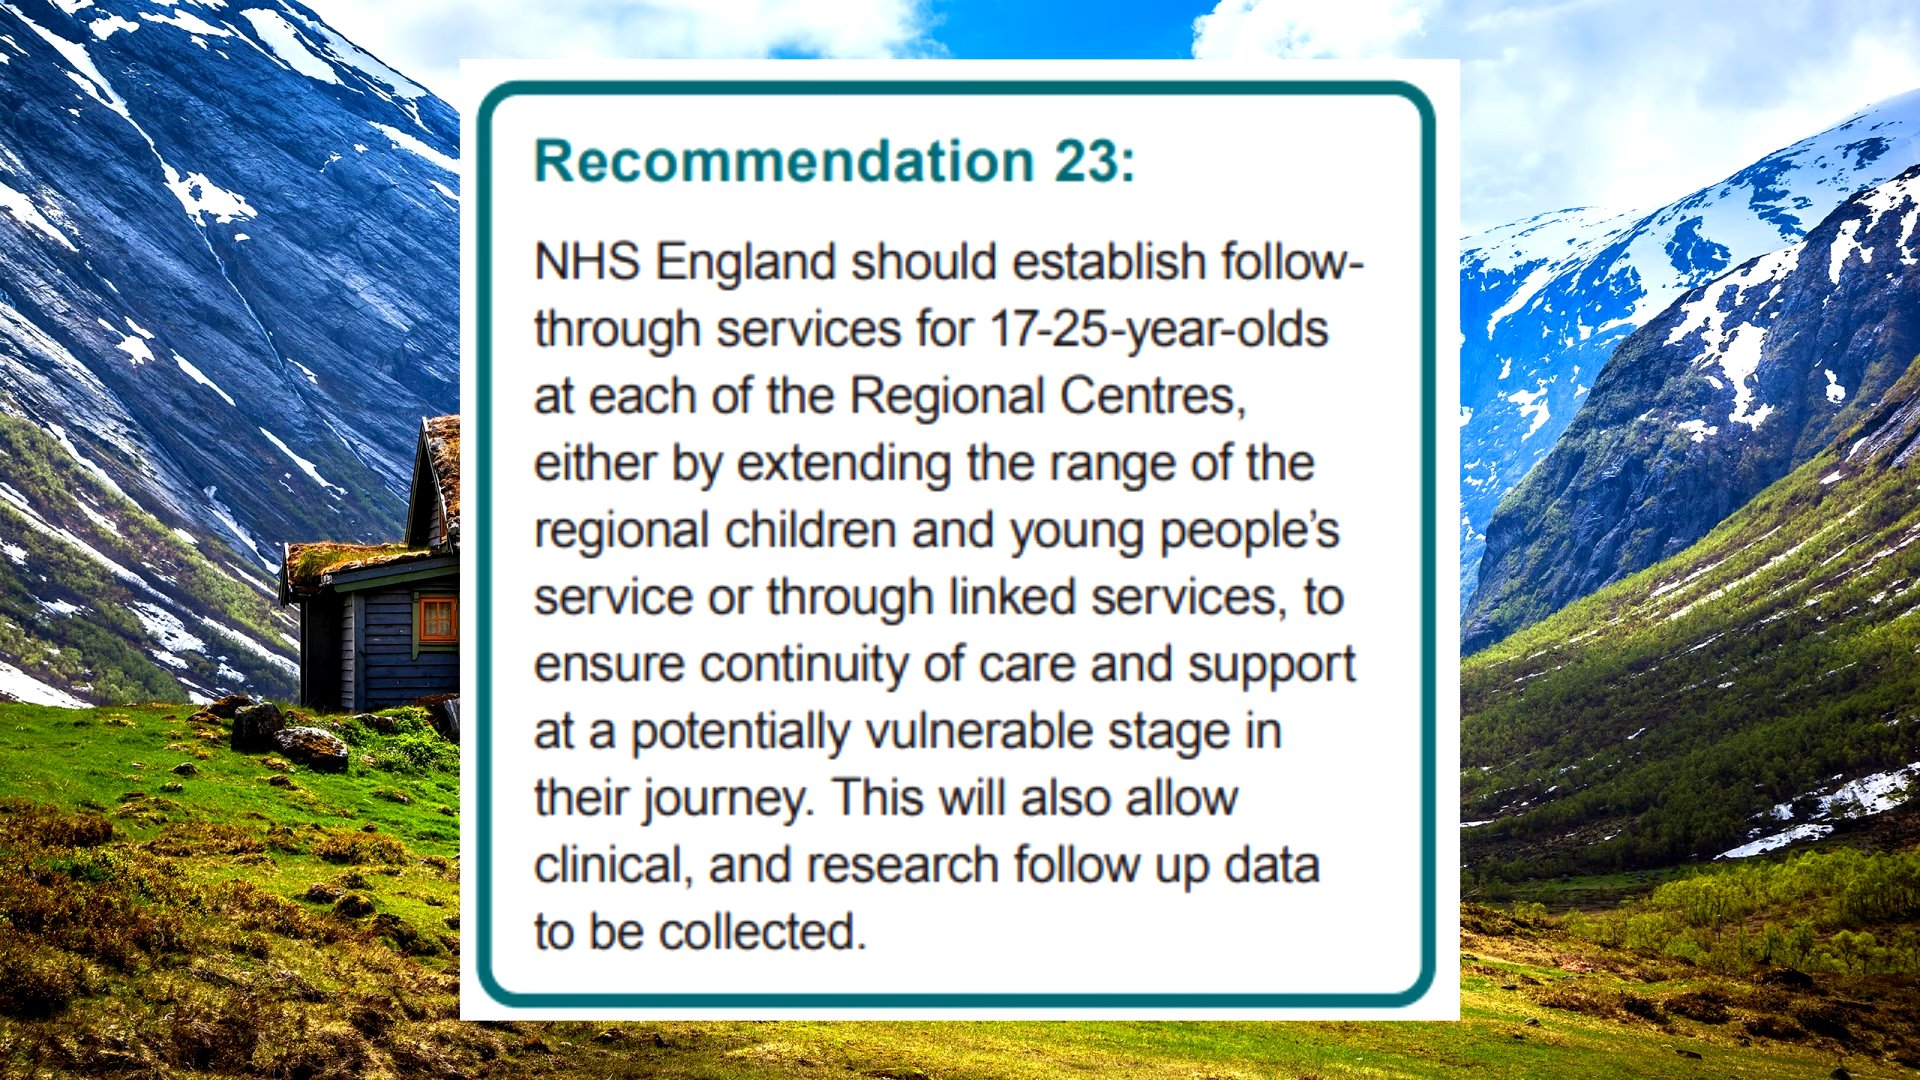 Recommendation 23:
NHS England should establish follow-
through services for 17-25-year-olds
at each of the Regional Centres,
either by extending the range of the
regional children and young people’s
service or through linked services, to
ensure continuity of care and support
at a potentially vulnerable stage in
their journey. This will also allow
clinical, and research follow up data
to be collected.